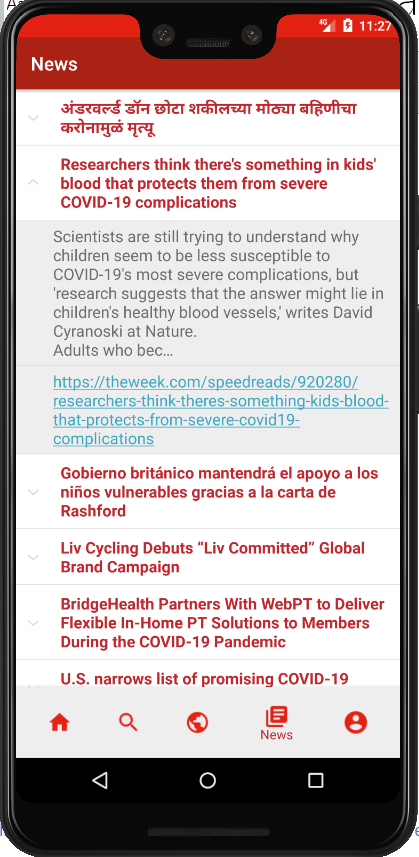 4G
11:27
News
अंडरवर्ल्ड डॉन छोटा शकीलच्या मोठ्या बहिणीचा
करोनामुळं मृत्यू
Researchers think there's something in kids'
blood that protects them from severe
COVID-19 complications
Scientists are still trying to understand why
children seem to be less susceptible to
COVID-19's most severe complications, but
'research suggests that the answer might lie in
children's healthy blood vessels,' writes David
Cyranoski at Nature.
Adults who bec…
https://theweek.com/speedreads/920280/
researchers-think-theres-something-kids-blood-
that-protects-from-severe-covid19-
complications
Gobierno británico mantendrá el apoyo a los
niños vulnerables gracias a la carta de
Rashford
Liv Cycling Debuts “Liv Committed” Global
Brand Campaign
BridgeHealth Partners With WebPT to Deliver
Flexible In-Home PT Solutions to Members
During the COVID-19 Pandemic
U.S. narrows list of promising COVID-19
News